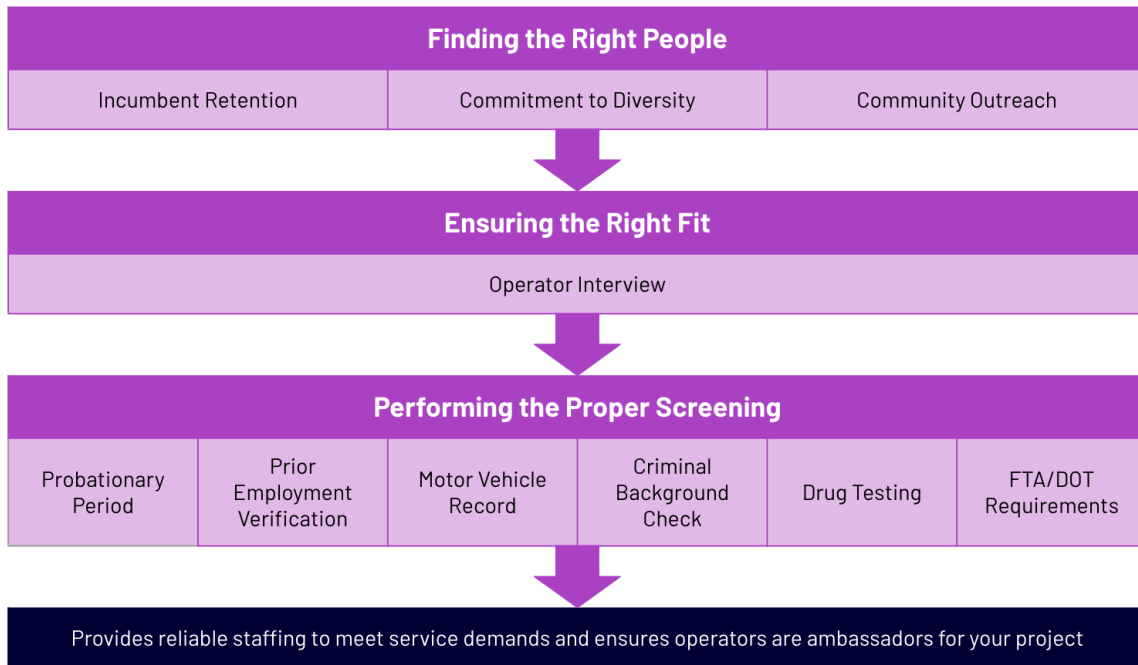 Finding the Right People
Incumbent Retention
Commitment to Diversity
Community Outreach
Ensuring the Right Fit
Operator Interview
Performing the Proper Screening
Probationary
Period
Prior
Employment
Verification
Motor Vehicle
Record
Criminal
Background
Check
Drug Testing
FTA/DOT
Requirements
Provides reliable staffing to meet service demands and ensures operators are ambassadors for your project